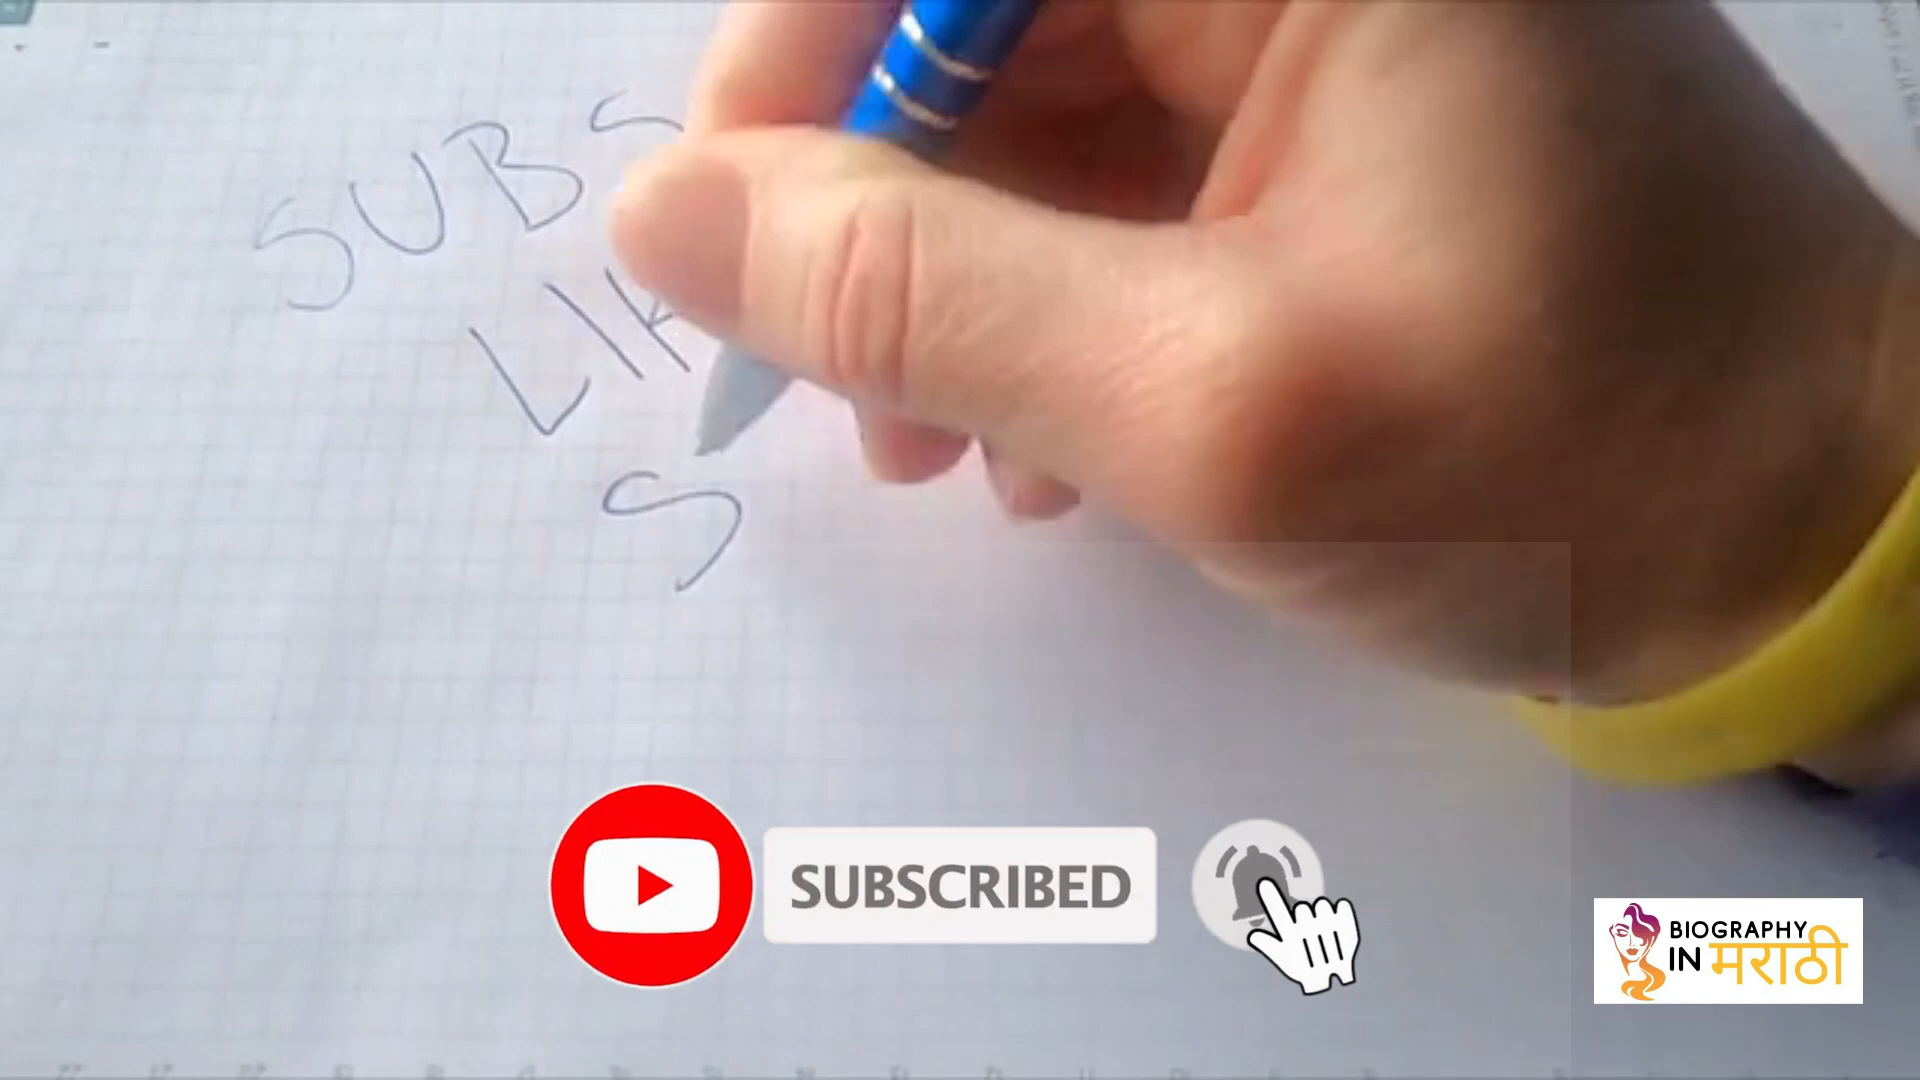 SUBS
LIK
S
SUBSCRIBED
BIOGRAPHY
IN मराठी